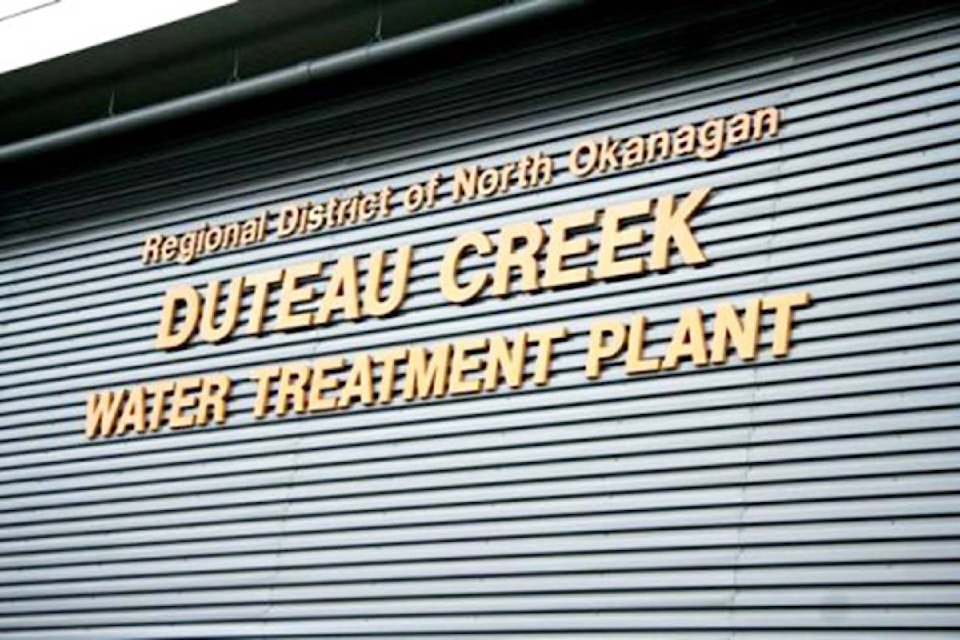 Regional District of North Okanagan
DUTEAU CREEK
WATER TREATMENT PLANT